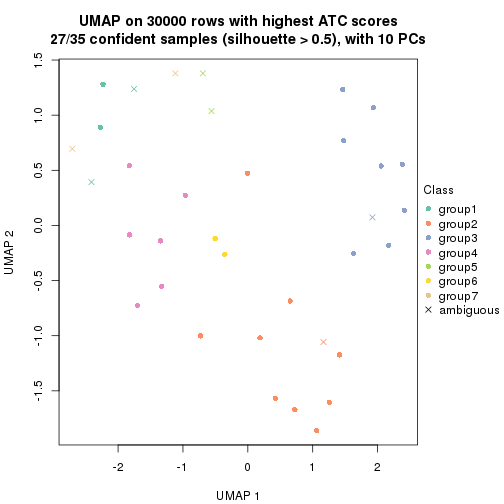 UMAP on 30000 rows with highest ATC scores
27/35 confident samples (silhouette > 0.5), with 10 PCs
1.5
1.0
0.5
0.0
-0.5
-1.0
-1.5
UMAP 2
-2
-1
0
1
2
UMAP 1
Class
group1
group2
group3
group4
group5
group6
group7
ambiguous